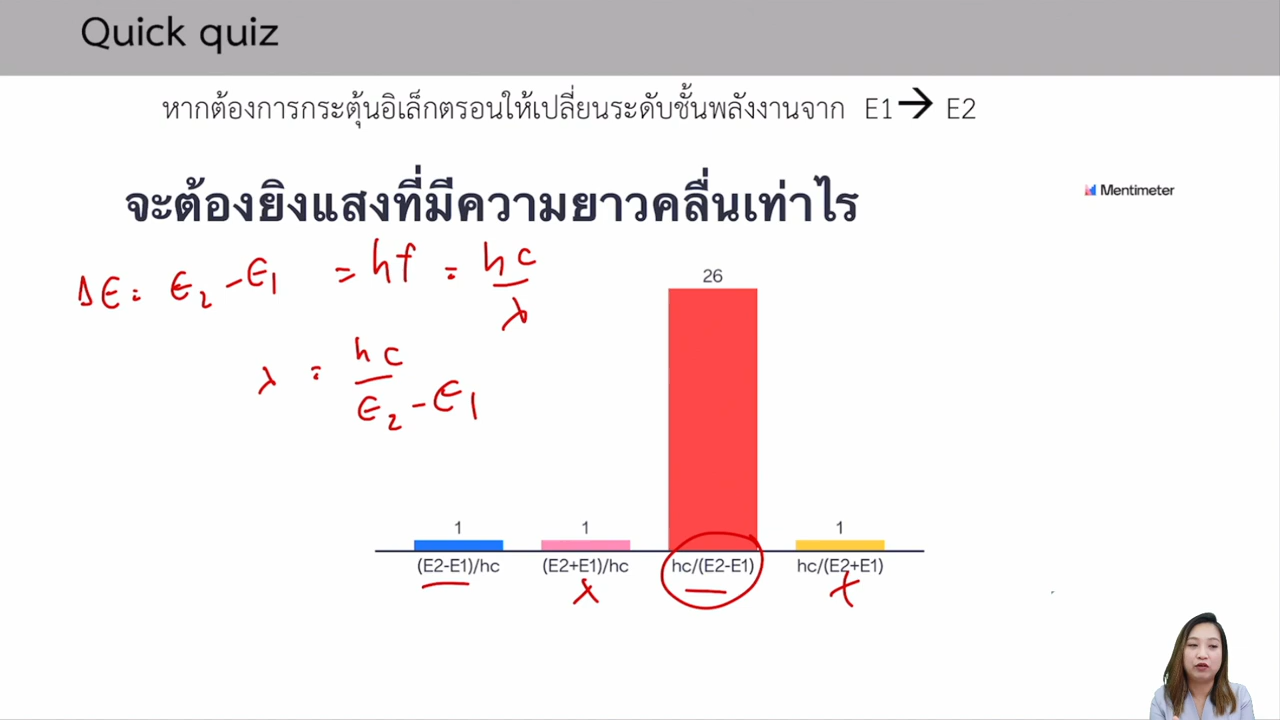 Quick quiz
หากต้องการกระตุ้นอิเล็กตรอนให้เปลี่ยนระดับชั้นพลังงานจาก E1→ E2
จะต้องยิงแสงที่มีความยาวคลื่นเท่าไร
Mentimeter
ΔE = E₂ - E₁ = hf = hc/λ
λ = hc/E₂ - E₁
26
1 1 1
(E2-E1)/hc (E2+E1)/hc hc/(E2-E1) hc/(E2+E1)
x x